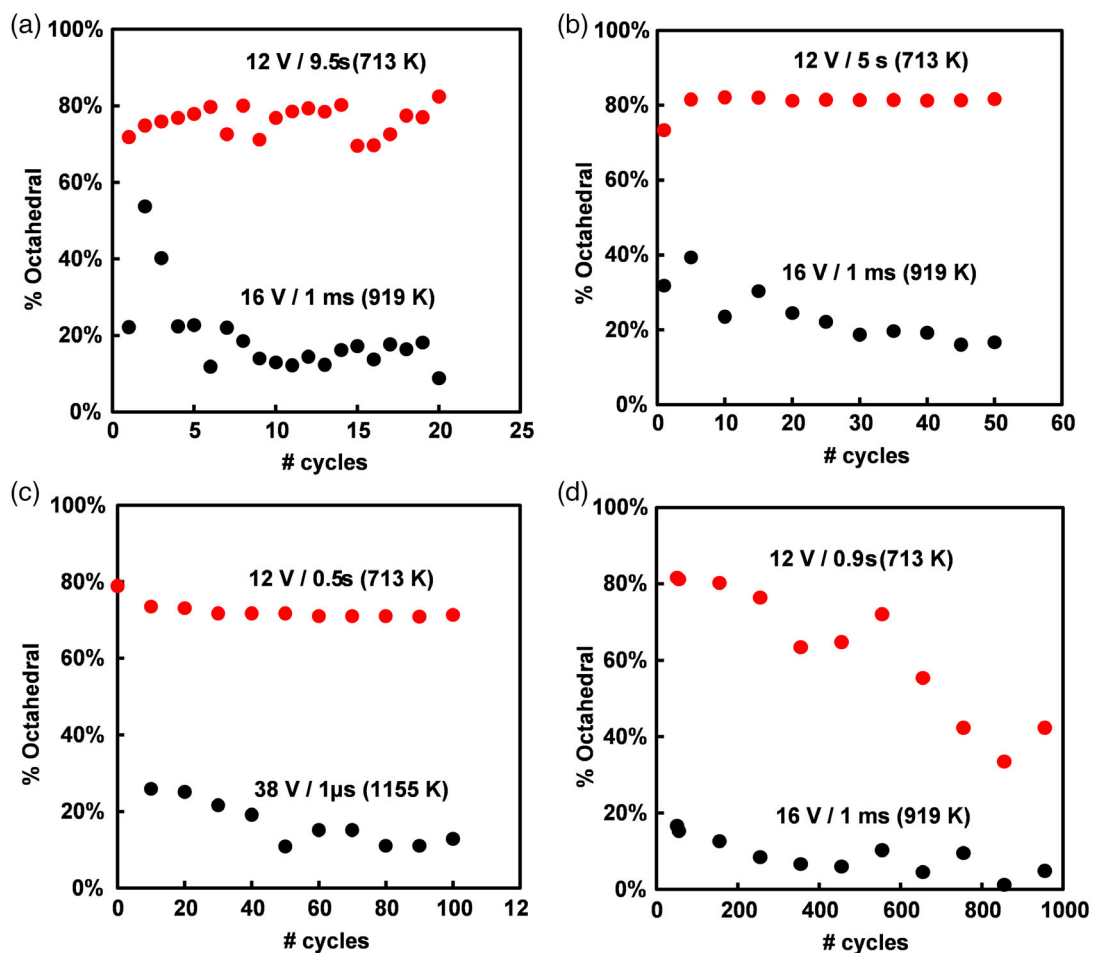 (a)
100%
80%
60%
40%
20%
0%
% Octahedral
12 V / 9.5s (713 K)
16 V / 1 ms (919 K)
0 5 10 15 20 25
# cycles
(b)
100%
80%
60%
40%
20%
0%
% Octahedral
12 V / 5 s (713 K)
16 V / 1 ms (919 K)
0 10 20 30 40 50 60
# cycles
(c)
100%
80%
60%
40%
20%
0%
% Octahedral
12 V / 0.5s (713 K)
38 V / 1µs (1155 K)
0 20 40 60 80 100 12
# cycles
(d)
100%
80%
60%
40%
20%
0%
% Octahedral
12 V / 0.9s (713 K)
16 V / 1 ms (919 K)
0 200 400 600 800 1000
# cycles